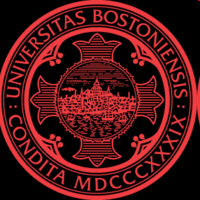 UNIVERSITAS BOSTONIENSIS
CONDITA MDCCCXXXIX